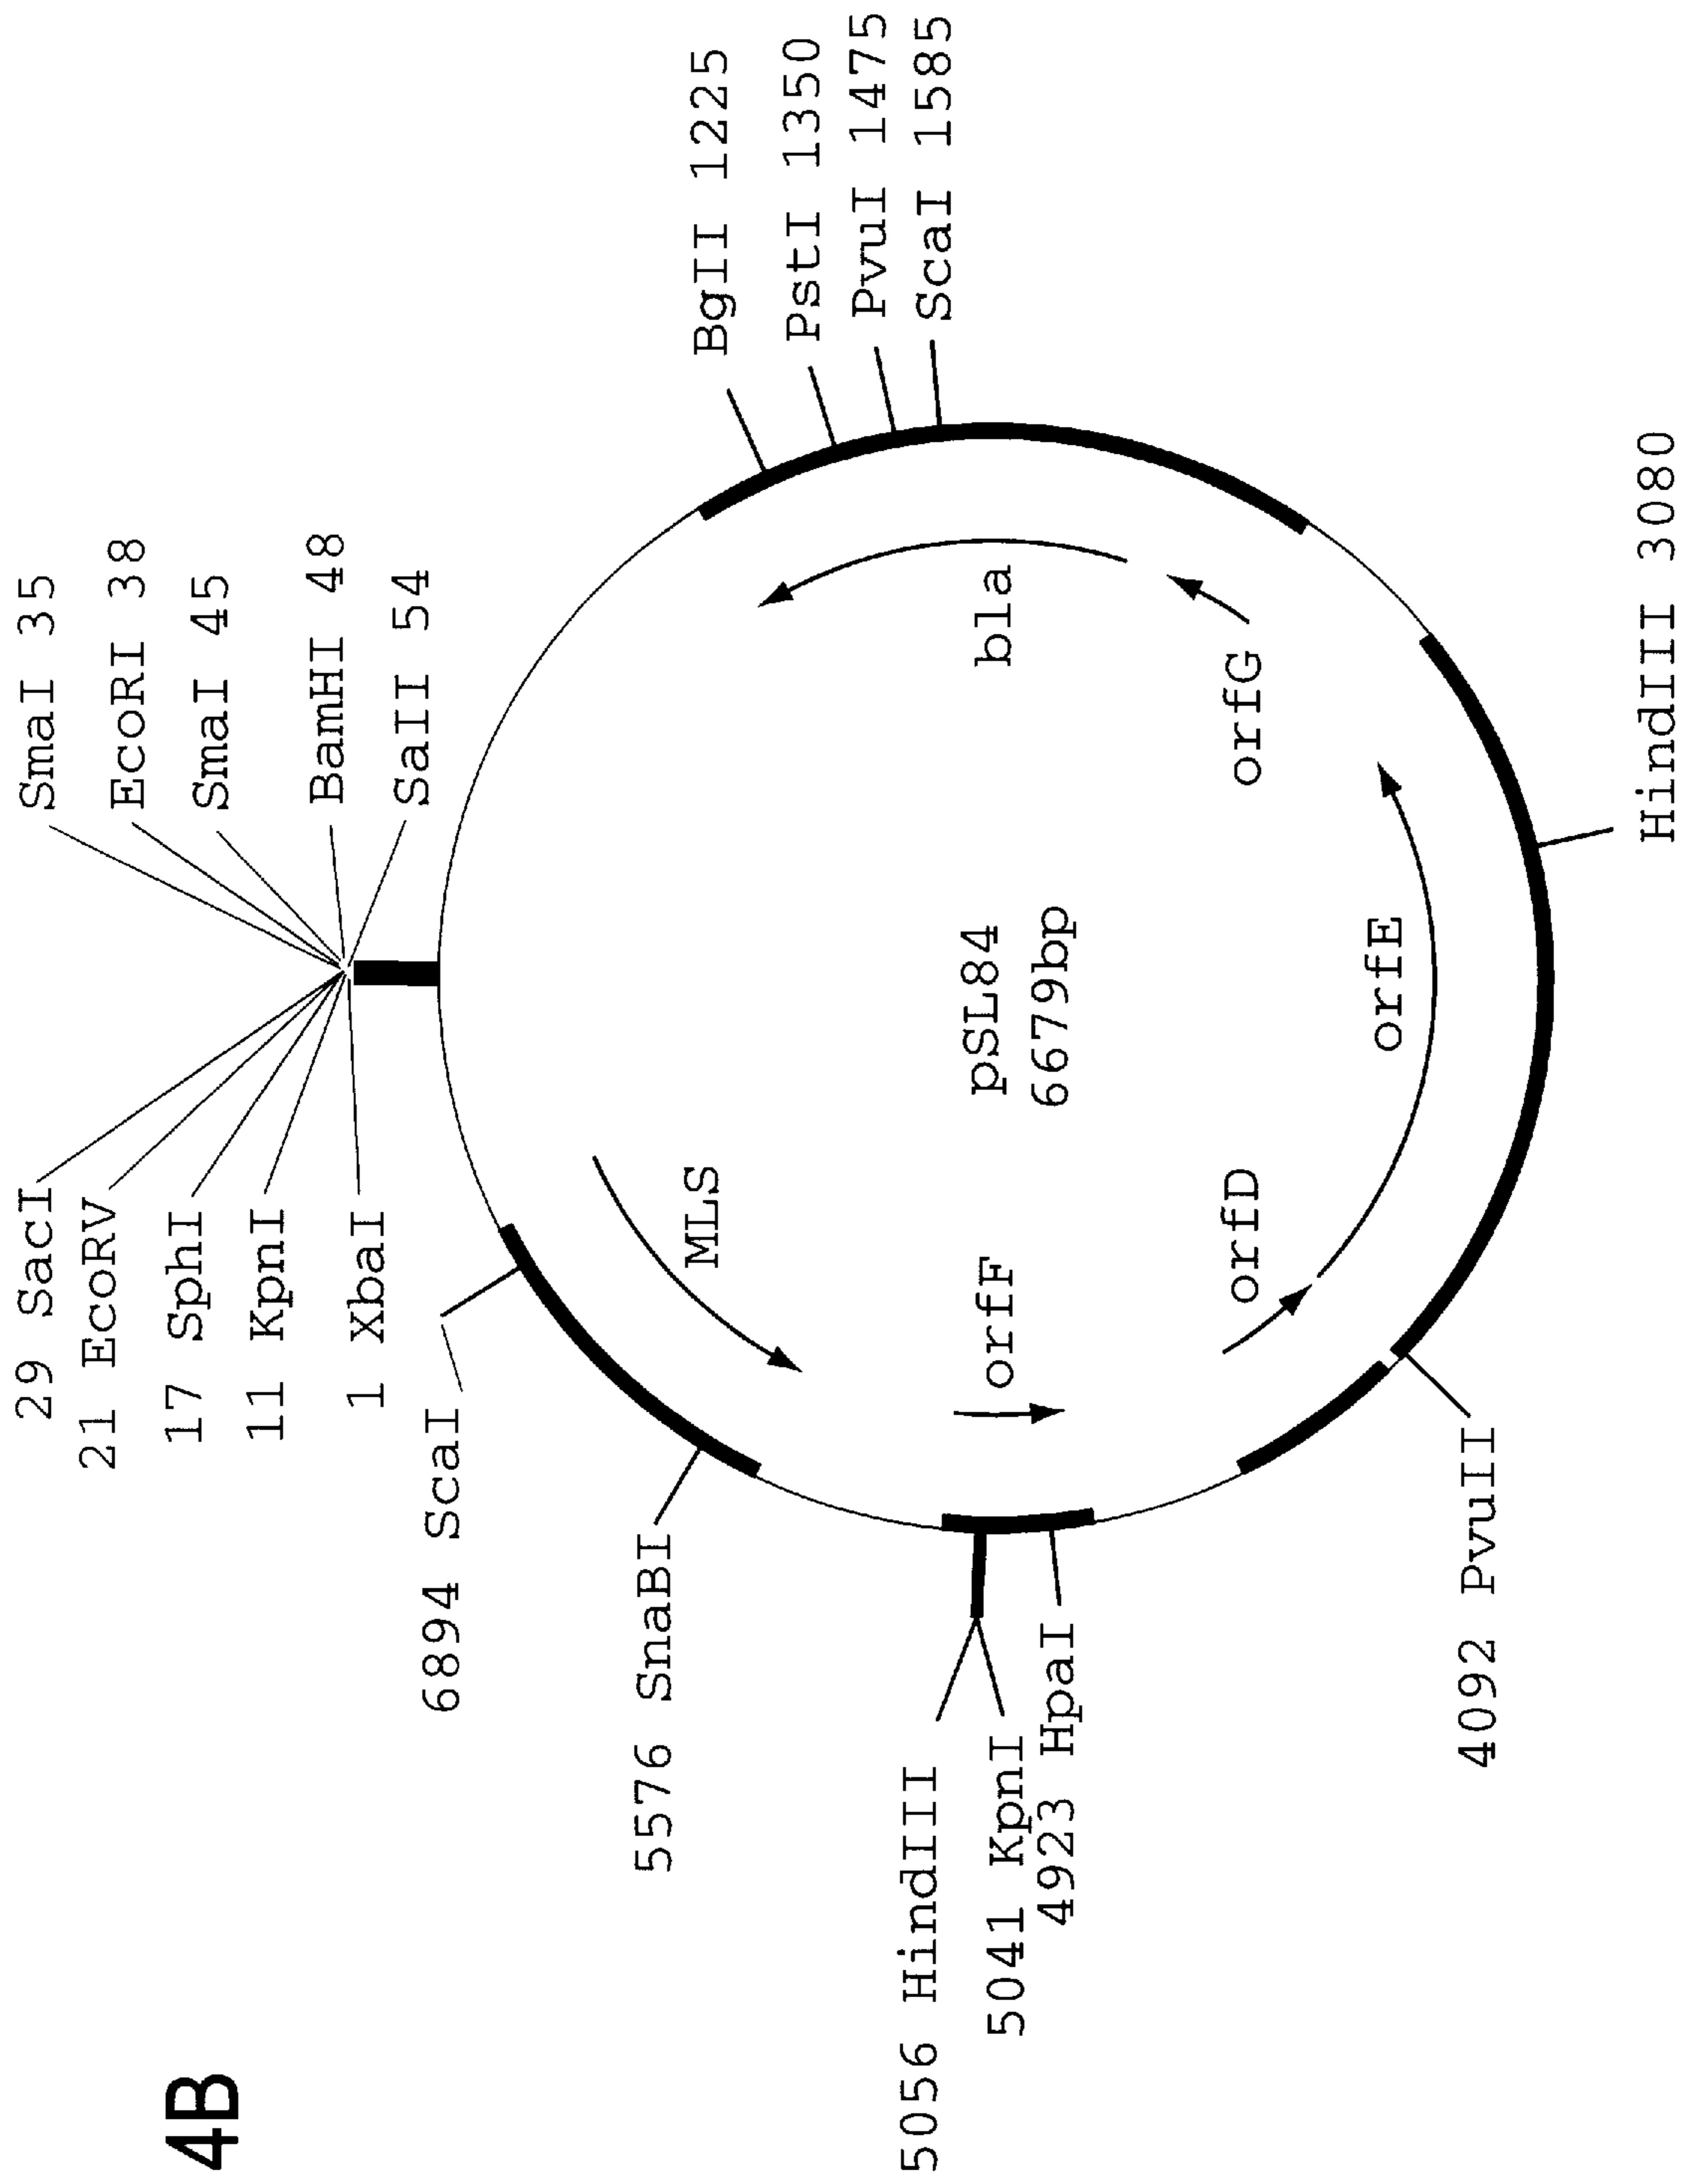 4B
29 SacI
21 EcoRV
17 SphI
11 KpnI
1 XbaI
SmaI 35
EcoRI 38
SmaI 45
BamHI 48
SalI 54
BglI 1225
PstI 1350
PvuI 1475
ScaI 1585
HindIII 3080
6894 ScaI
5576 SnaBI
5056 HindIII
5041 KpnI
4923 HpaI
4092 PvuII
MLS
orfF
orfD
orfE
orfG
bla
pSL84
6679bp